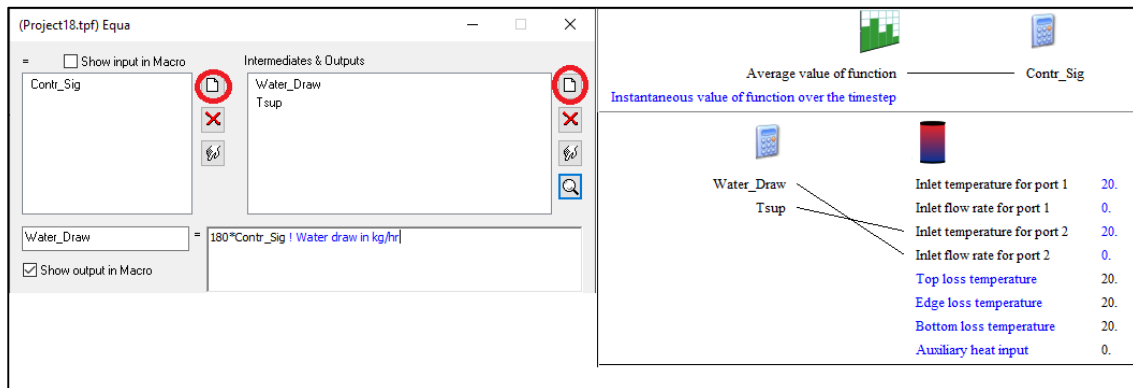 (Project18.tpf) Equa
= Show input in Macro
Intermediates & Outputs
Contr_Sig
Water_Draw
Tsup
Water_Draw = 180*Contr_Sig ! Water draw in kg/hr
Show output in Macro
Average value of function Contr_Sig
Instantaneous value of function over the timestep
Water_Draw Inlet temperature for port 1 20.
Tsup Inlet flow rate for port 1 0.
Inlet temperature for port 2 20.
Inlet flow rate for port 2 0.
Top loss temperature 20.
Edge loss temperature 20.
Bottom loss temperature 20.
Auxiliary heat input 0.